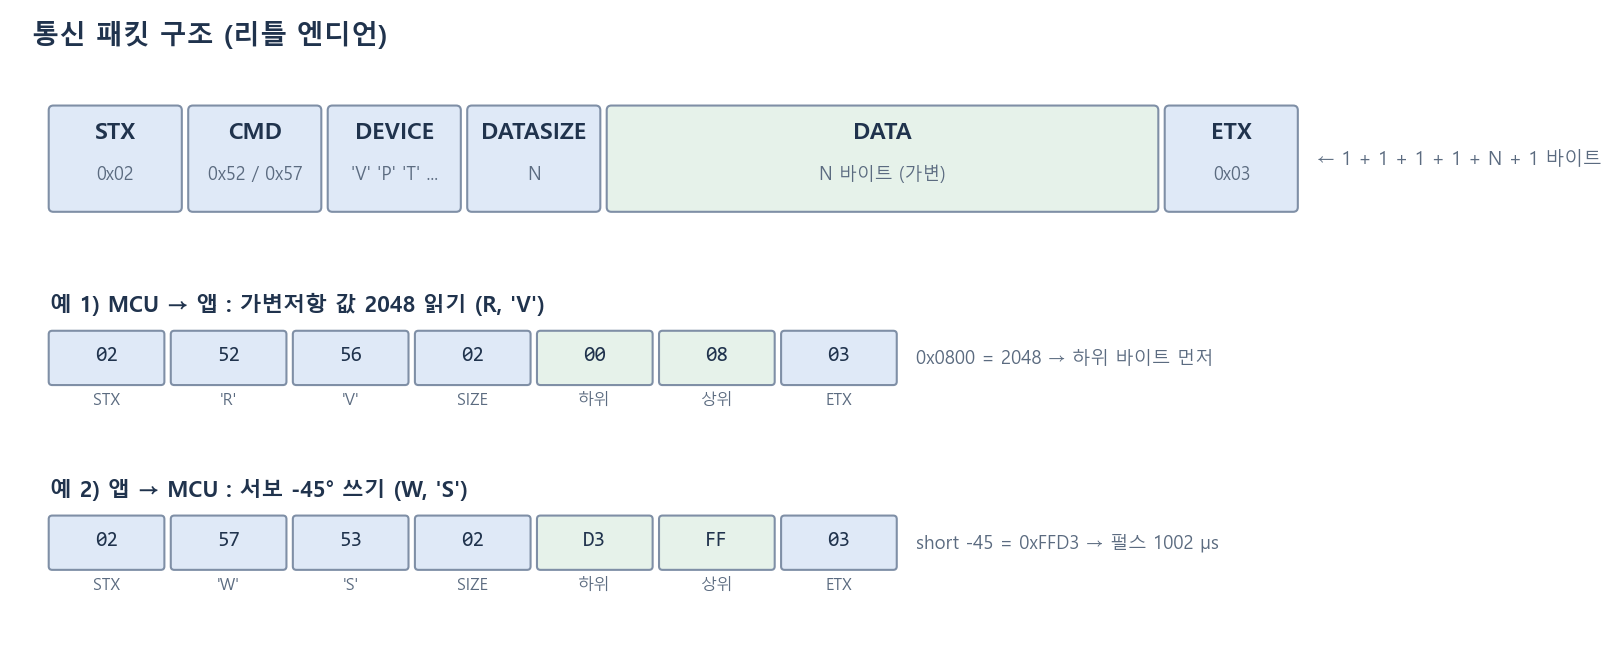 통신 패킷 구조 (리틀 엔디언)
STX CMD DEVICE DATASIZE DATA ETX
0x02 0x52 / 0x57 'V' 'P' 'T' ... N N 바이트 (가변) 0x03
← 1 + 1 + 1 + 1 + N + 1 바이트
예 1) MCU → 앱 : 가변저항 값 2048 읽기 (R, 'V')
02 52 56 02 00 08 03
0x0800 = 2048 → 하위 바이트 먼저
STX 'R' 'V' SIZE 하위 상위 ETX
예 2) 앱 → MCU : 서보 -45° 쓰기 (W, 'S')
02 57 53 02 D3 FF 03
short -45 = 0xFFD3 → 펄스 1002 µs
STX 'W' 'S' SIZE 하위 상위 ETX